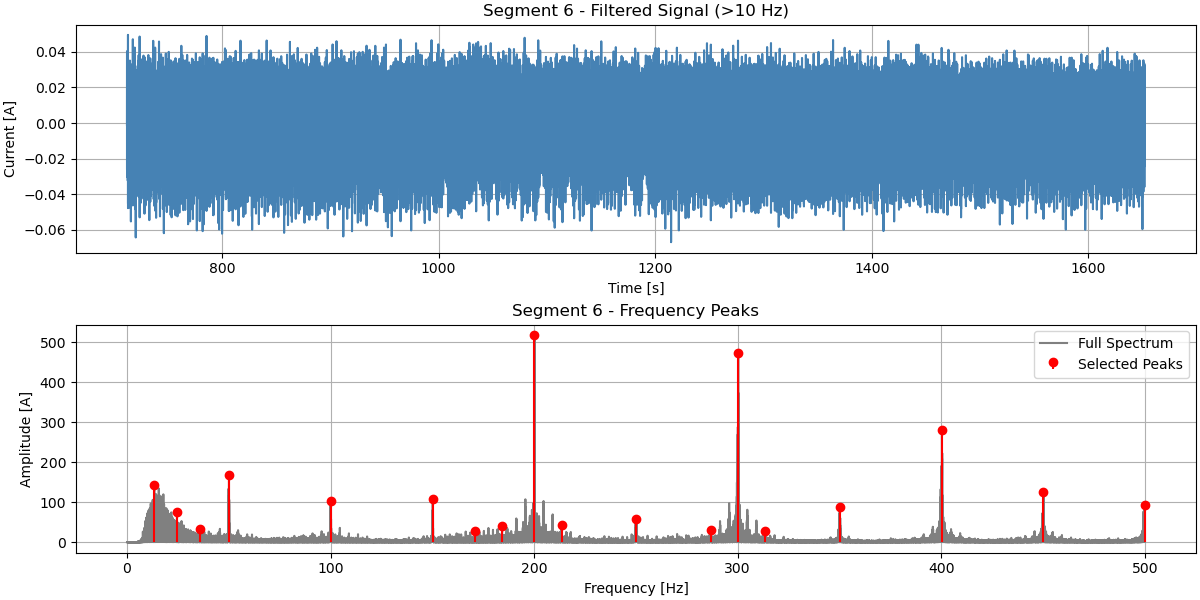 Segment 6 - Filtered Signal (>10 Hz)
Current [A]
0.04
0.02
0.00
−0.02
−0.04
−0.06
800 1000 1200 1400 1600
Time [s]
Segment 6 - Frequency Peaks
Amplitude [A]
500
400
300
200
100
0
Full Spectrum
Selected Peaks
0 100 200 300 400 500
Frequency [Hz]